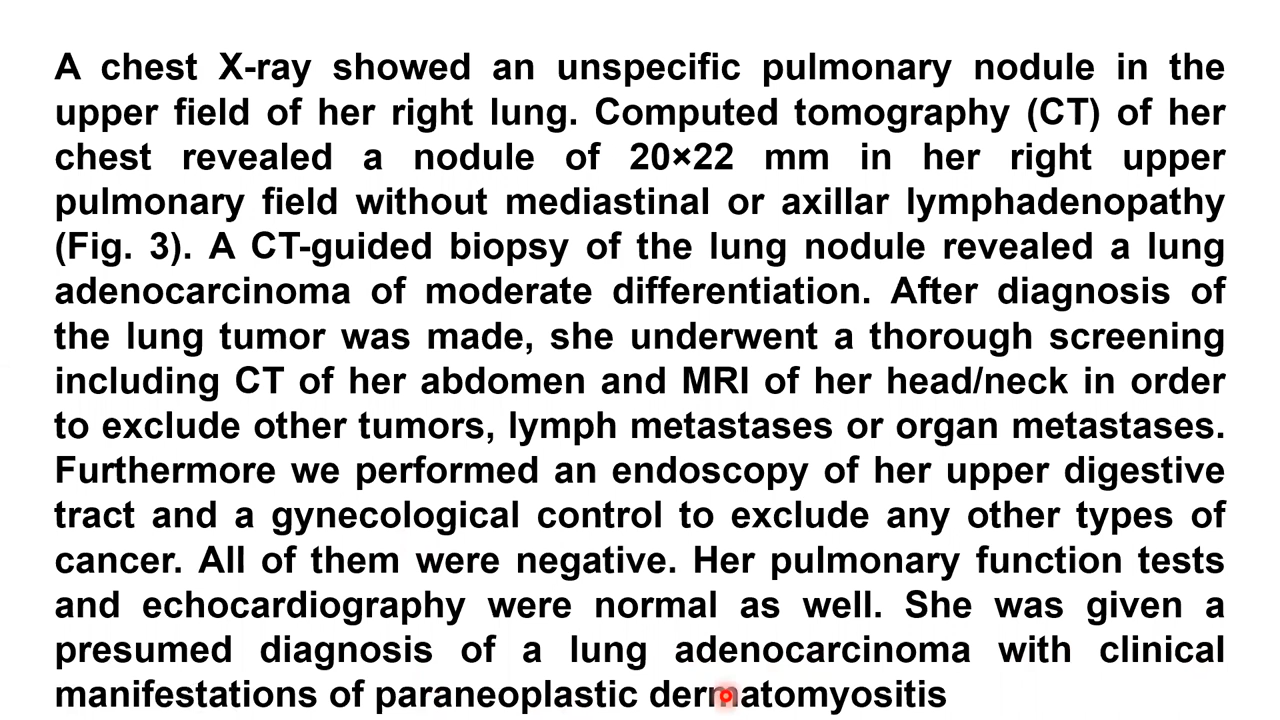 A chest X-ray showed an unspecific pulmonary nodule in the
upper field of her right lung. Computed tomography (CT) of her
chest revealed a nodule of 20×22 mm in her right upper
pulmonary field without mediastinal or axillar lymphadenopathy
(Fig. 3). A CT-guided biopsy of the lung nodule revealed a lung
adenocarcinoma of moderate differentiation. After diagnosis of
the lung tumor was made, she underwent a thorough screening
including CT of her abdomen and MRI of her head/neck in order
to exclude other tumors, lymph metastases or organ metastases.
Furthermore we performed an endoscopy of her upper digestive
tract and a gynecological control to exclude any other types of
cancer. All of them were negative. Her pulmonary function tests
and echocardiography were normal as well. She was given a
presumed diagnosis of a lung adenocarcinoma with clinical
manifestations of paraneoplastic dermatomyositis